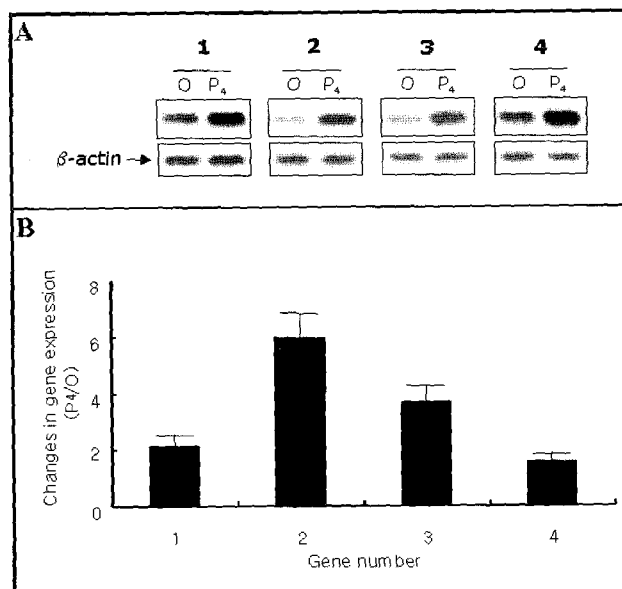 A
1 2 3 4
O P₄ O P₄ O P₄ O P₄
β-actin →
B
Changes in gene expression
(P4/O)
8
6
4
2
0
1 2 3 4
Gene number